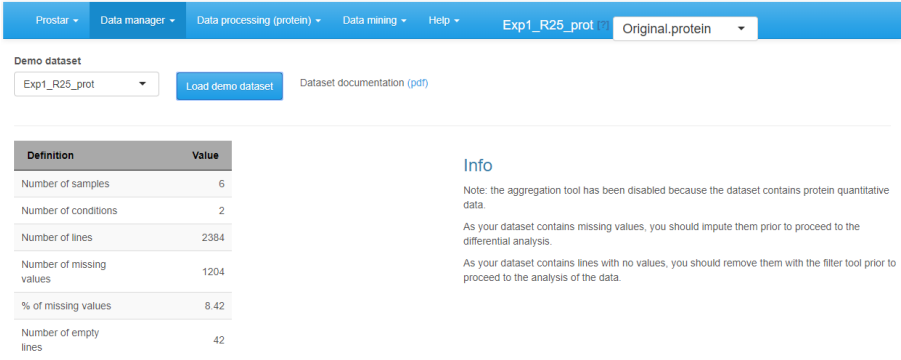 Prostar Data manager Data processing (protein) Data mining Help Exp1_R25_prot [?] Original.protein
Demo dataset
Exp1_R25_prot Load demo dataset Dataset documentation (pdf)
Definition Value
Number of samples 6
Number of conditions 2
Number of lines 2384
Number of missing
values 1204
% of missing values 8.42
Number of empty
lines 42
Info
Note: the aggregation tool has been disabled because the dataset contains protein quantitative
data.
As your dataset contains missing values, you should impute them prior to proceed to the
differential analysis.
As your dataset contains lines with no values, you should remove them with the filter tool prior to
proceed to the analysis of the data.